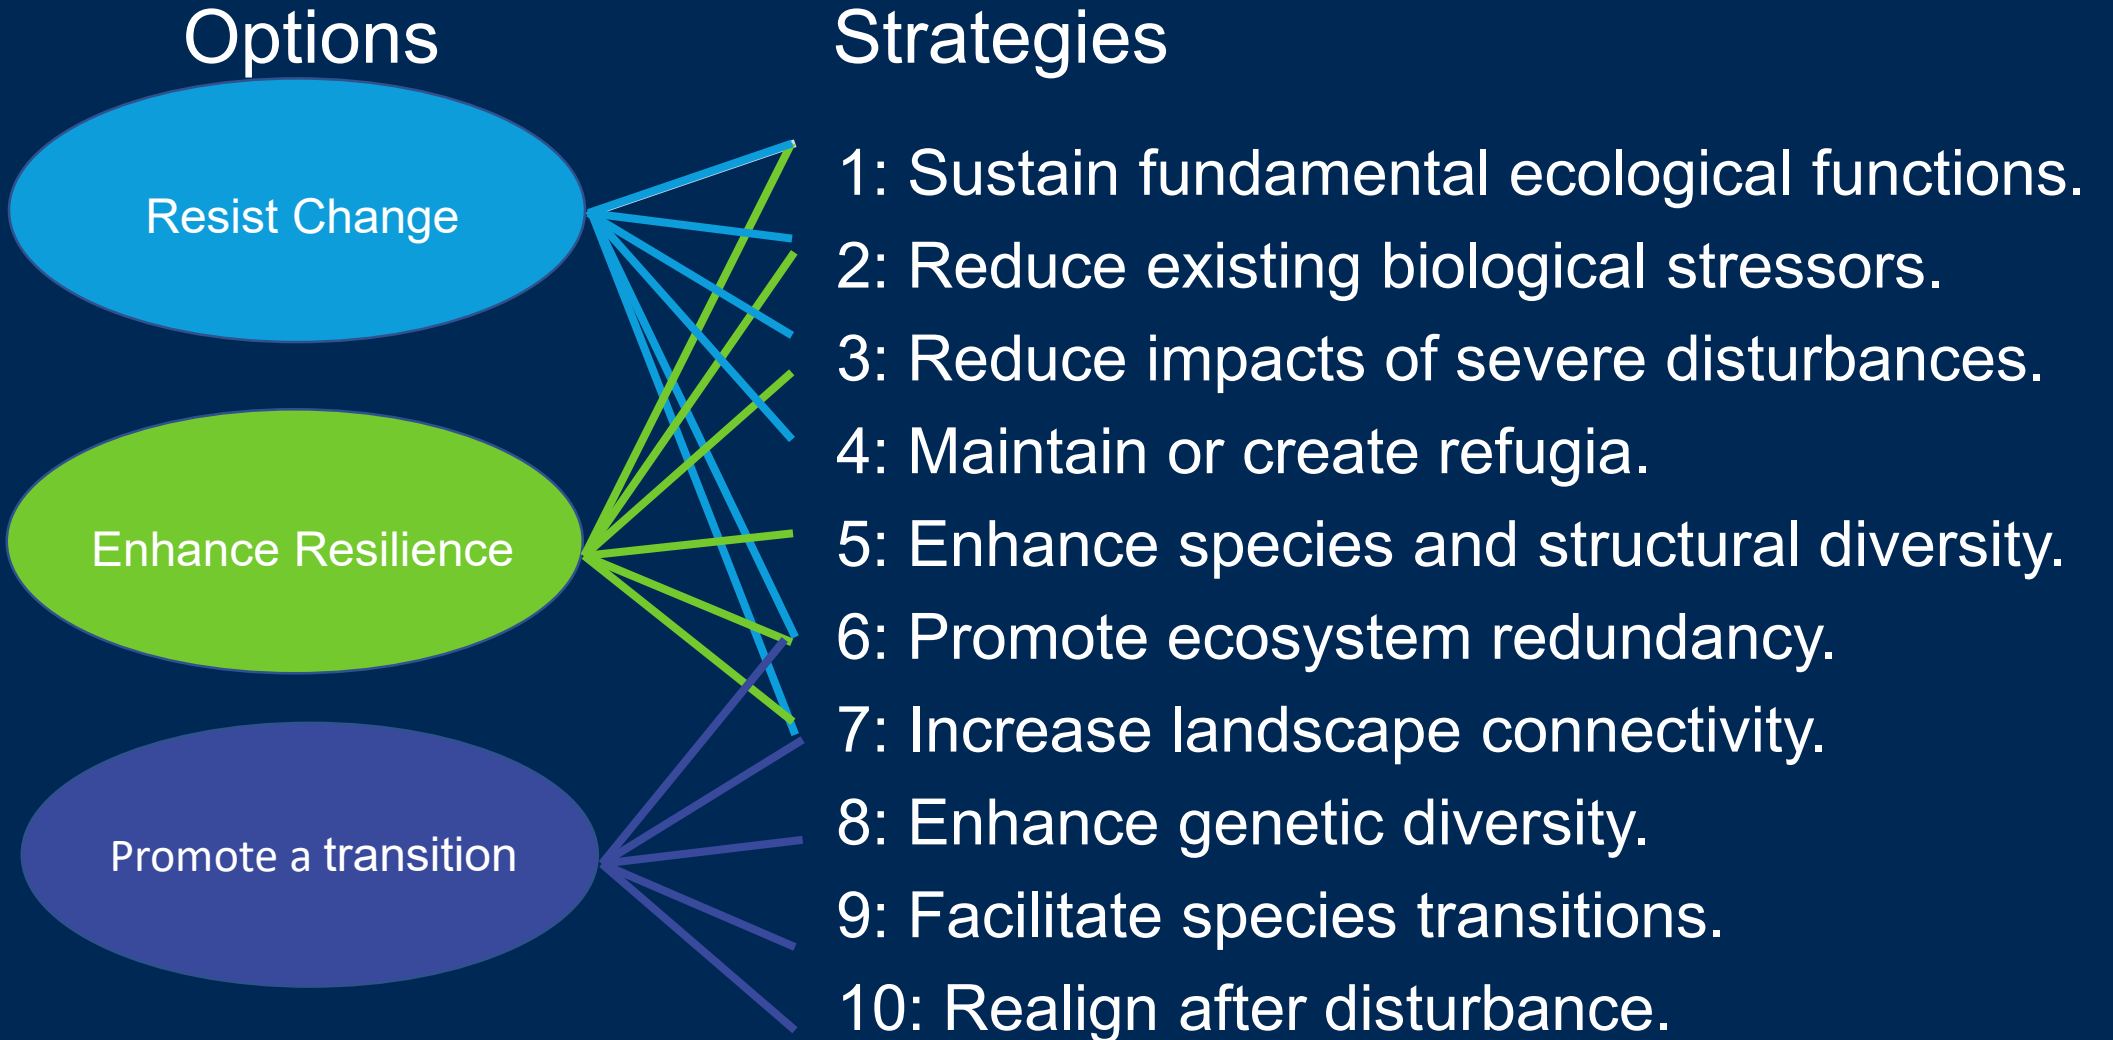 Options
Strategies
Resist Change
Enhance Resilience
Promote a transition
1: Sustain fundamental ecological functions.
2: Reduce existing biological stressors.
3: Reduce impacts of severe disturbances.
4: Maintain or create refugia.
5: Enhance species and structural diversity.
6: Promote ecosystem redundancy.
7: Increase landscape connectivity.
8: Enhance genetic diversity.
9: Facilitate species transitions.
10: Realign after disturbance.